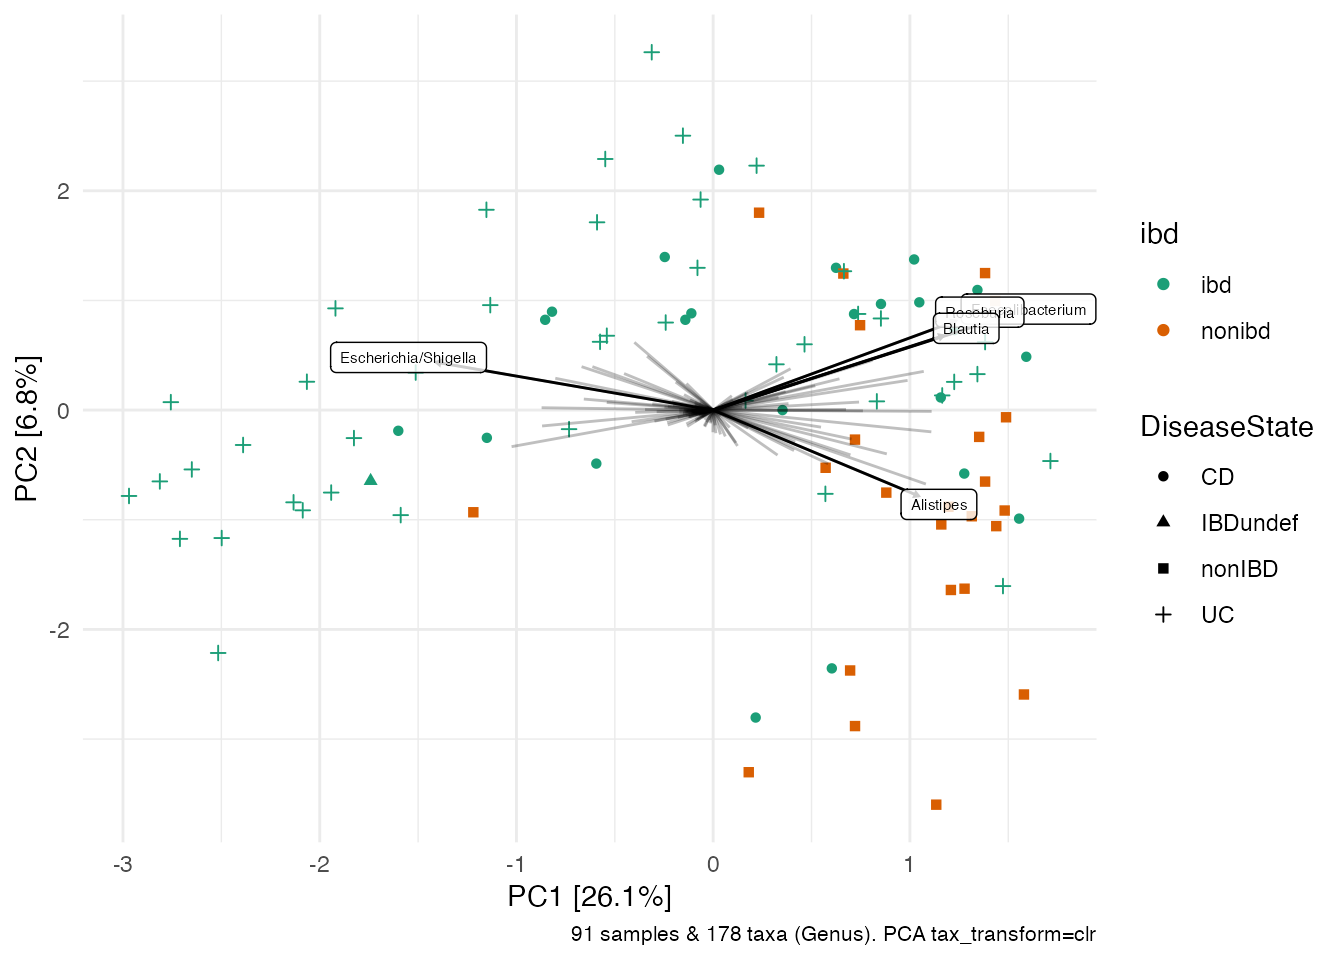 2
0
-2
PC2 [6.8%]
Escherichia/Shigella
Roseburia
Blautia
Alistipes
-3
-2
-1
0
1
PC1 [26.1%]
91 samples & 178 taxa (Genus). PCA tax_transform=clr
ibd
ibd
nonibd
DiseaseState
CD
IBDundef
nonIBD
UC